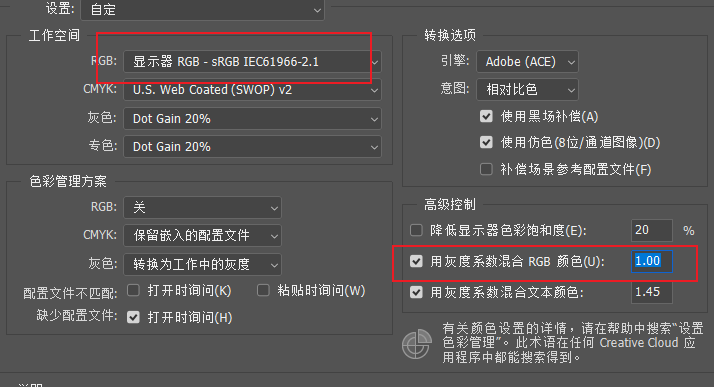 设置: 自定
工作空间
RGB: 显示器 RGB - sRGB IEC61966-2.1
CMYK: U.S. Web Coated (SWOP) v2
灰色: Dot Gain 20%
专色: Dot Gain 20%
色彩管理方案
RGB: 关
CMYK: 保留嵌入的配置文件
灰色: 转换为工作中的灰度
配置文件不匹配: 打开时询问(K) 粘贴时询问(W)
缺少配置文件: 打开时询问(H)
转换选项
引擎: Adobe (ACE)
意图: 相对比色
使用黑场补偿(A)
使用仿色(8位/通道图像)(D)
补偿场景参考配置文件(F)
高级控制
降低显示器色彩饱和度(E): 20 %
用灰度系数混合 RGB 颜色(U): 1.00
用灰度系数混合文本颜色: 1.45
有关颜色设置的详情，请在帮助中搜索“设置
色彩管理”。此术语在任何 Creative Cloud 应
用程序中都能搜索得到。